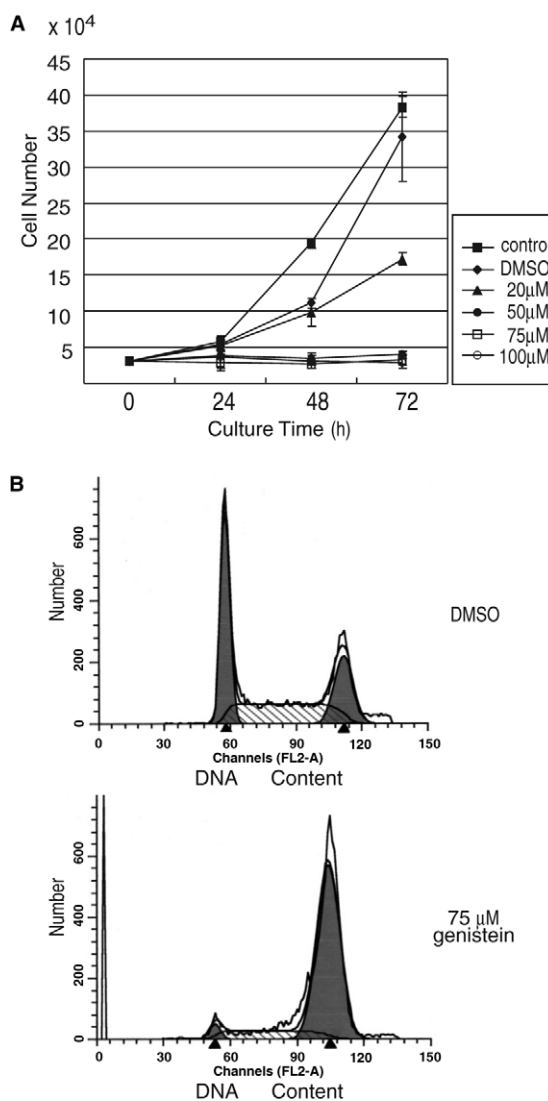 A x 10⁴
45
40
35
30
25
20
15
10
5
Cell Number
0 24 48 72
Culture Time (h)
control
DMSO
20μM
50μM
75μM
100μM
B
600
400
200
0
Number
DMSO
0 30 60 90 120 150
Channels (FL2-A)
DNA Content
600
400
200
0
Number
75 μM
genistein
0 30 60 90 120 150
Channels (FL2-A)
DNA Content